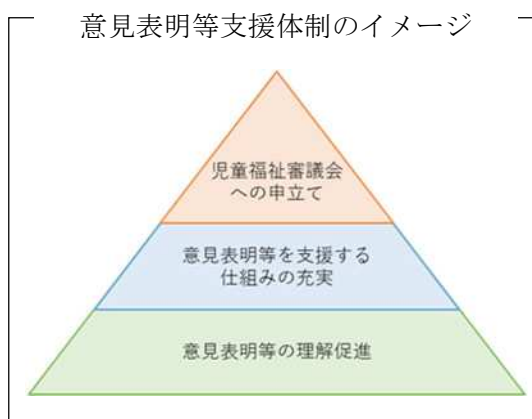 意見表明等支援体制のイメージ
児童福祉審議会
への申立て
意見表明等を支援する
仕組みの充実
意見表明等の理解促進